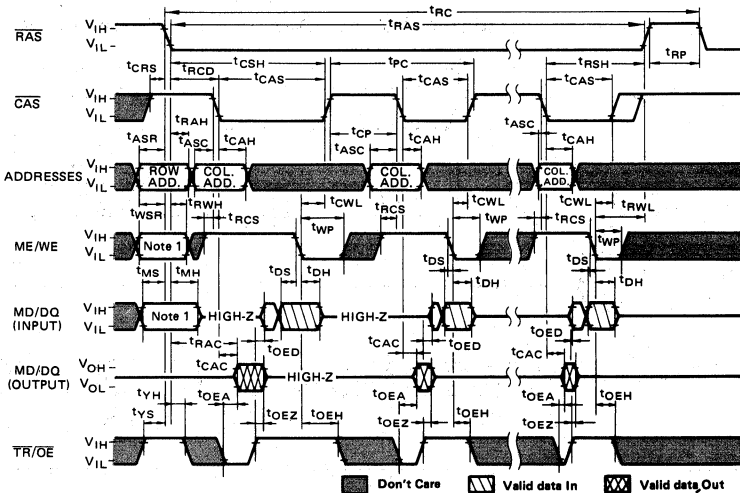 tRC
RAS VIH
VIL
tRAS
tCSH tPC tRSH tRP
tCRS tRCD tCAS tCAS tCAS
CAS VIH
VIL
tRAH tCP tASC
tASR tASC tCAH tASC tCAH tCAH
ADDRESSES VIH
VIL
ROW ADD. COL. ADD. COL. ADD. COL. ADD.
tWSR tRWH tCWL tCWL tCWL tRWL
tRCS tWP tRCS tWP tRCS tWP
ME/WE VIH
VIL
Note 1
tMS tMH tDS tDH tDS tDH tDS tDH
MD/DQ (INPUT) VIH
VIL
Note 1 HIGH-Z HIGH-Z
tRAC tOED tCAC tOED tOED
tCAC tCAC
MD/DQ (OUTPUT) VOH
VOL
HIGH-Z
tYH tOEA tOEA tOEA
tYS tOEZ tOEH tOEZ tOEH tOEZ tOEH
TR/OE VIH
VIL
Don't Care Valid data In Valid data Out